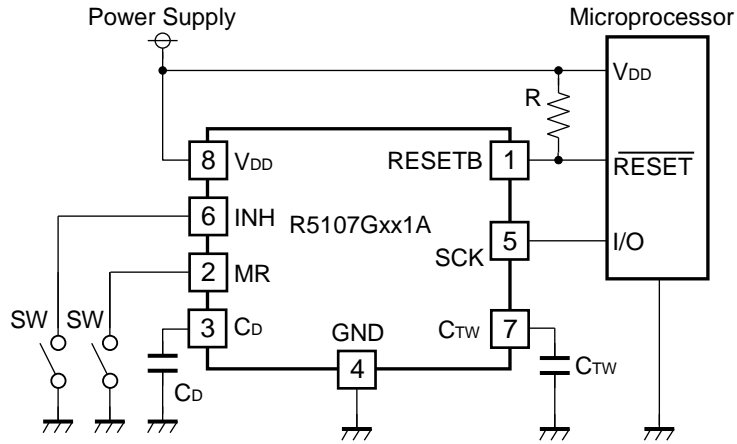 Power Supply
Microprocessor
VDD
R
8 VDD
RESETB 1
RESET
6 INH
R5107Gxx1A
SCK 5
I/O
2 MR
SW
SW
3 CD
GND
4
CTW 7
CD
CTW